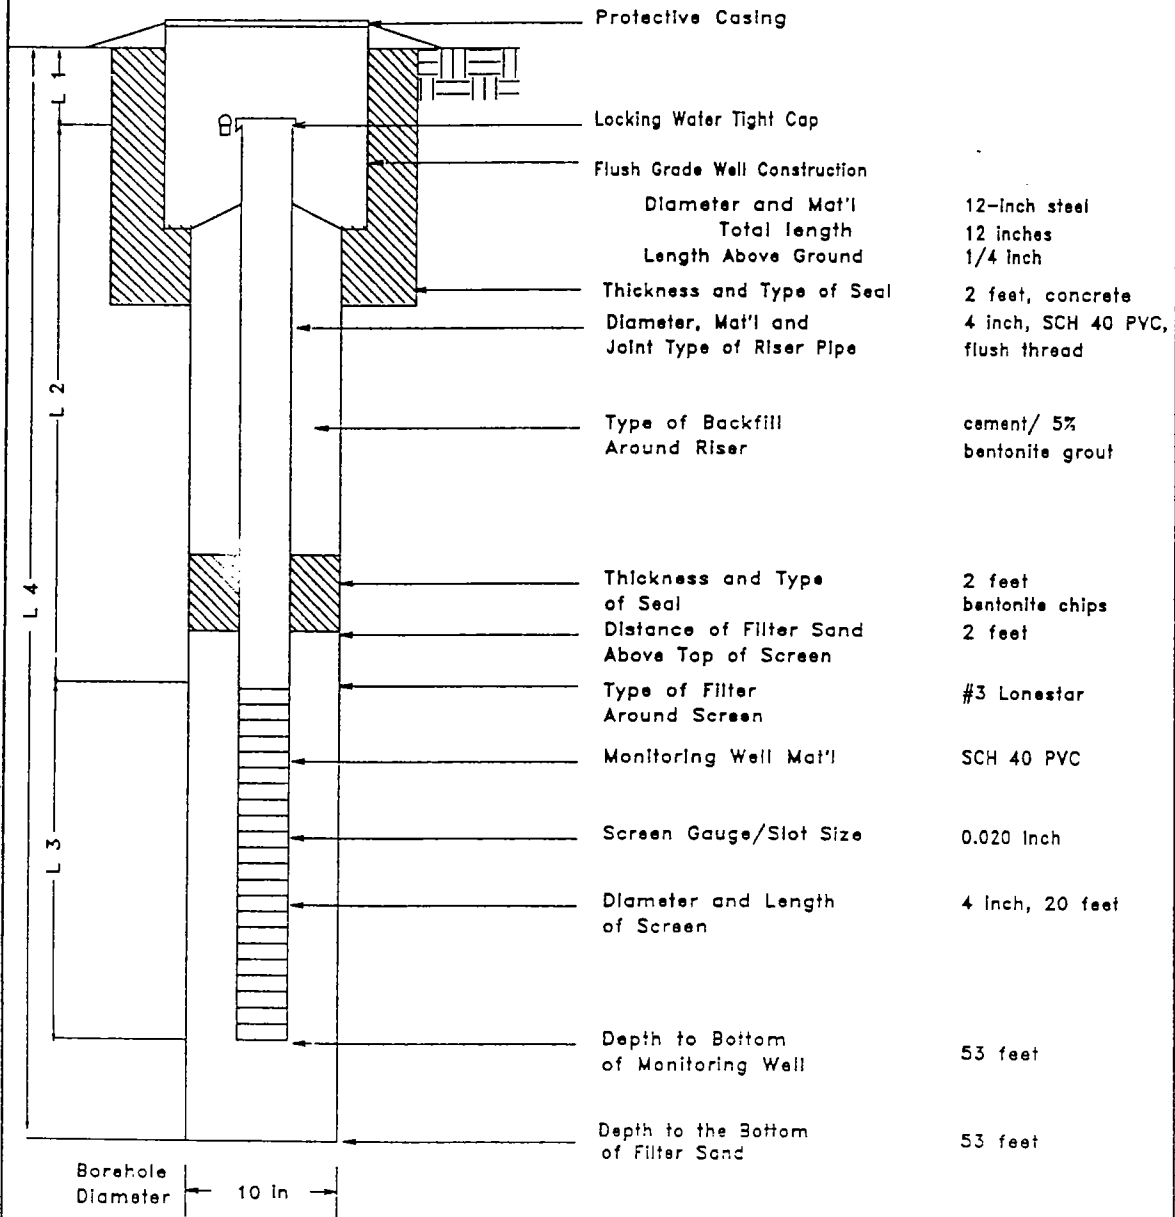 Protective Casing
L 1
Locking Water Tight Cap
Flush Grade Well Construction
Diameter and Mat'l 12-inch steel
Total length 12 inches
Length Above Ground 1/4 inch
Thickness and Type of Seal 2 feet, concrete
Diameter, Mat'l and 4 inch, SCH 40 PVC,
Joint Type of Riser Pipe flush thread
L 2
Type of Backfill cement/ 5%
Around Riser bentonite grout
L 4
Thickness and Type 2 feet
of Seal bentonite chips
Distance of Filter Sand 2 feet
Above Top of Screen
Type of Filter #3 Lonestar
Around Screen
Monitoring Well Mat'l SCH 40 PVC
L 3
Screen Gauge/Slot Size 0.020 inch
Diameter and Length 4 inch, 20 feet
of Screen
Depth to Bottom
of Monitoring Well 53 feet
Depth to the Bottom
of Filter Sand 53 feet
Borehole
Diameter 10 in